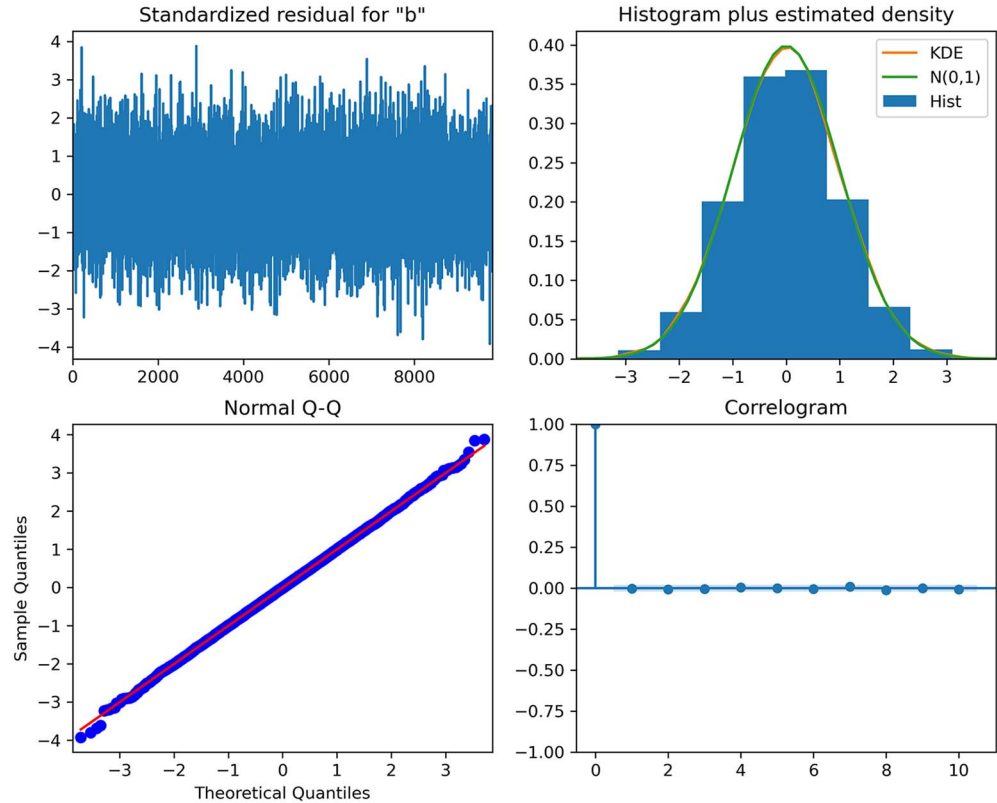 Standardized residual for "b"
4
3
2
1
0
−1
−2
−3
−4
0 2000 4000 6000 8000
Histogram plus estimated density
KDE
N(0,1)
Hist
0.40
0.35
0.30
0.25
0.20
0.15
0.10
0.05
0.00
−3 −2 −1 0 1 2 3
Normal Q-Q
Sample Quantiles
4
3
2
1
0
−1
−2
−3
−4
−3 −2 −1 0 1 2 3
Theoretical Quantiles
Correlogram
1.00
0.75
0.50
0.25
0.00
−0.25
−0.50
−0.75
−1.00
0 2 4 6 8 10